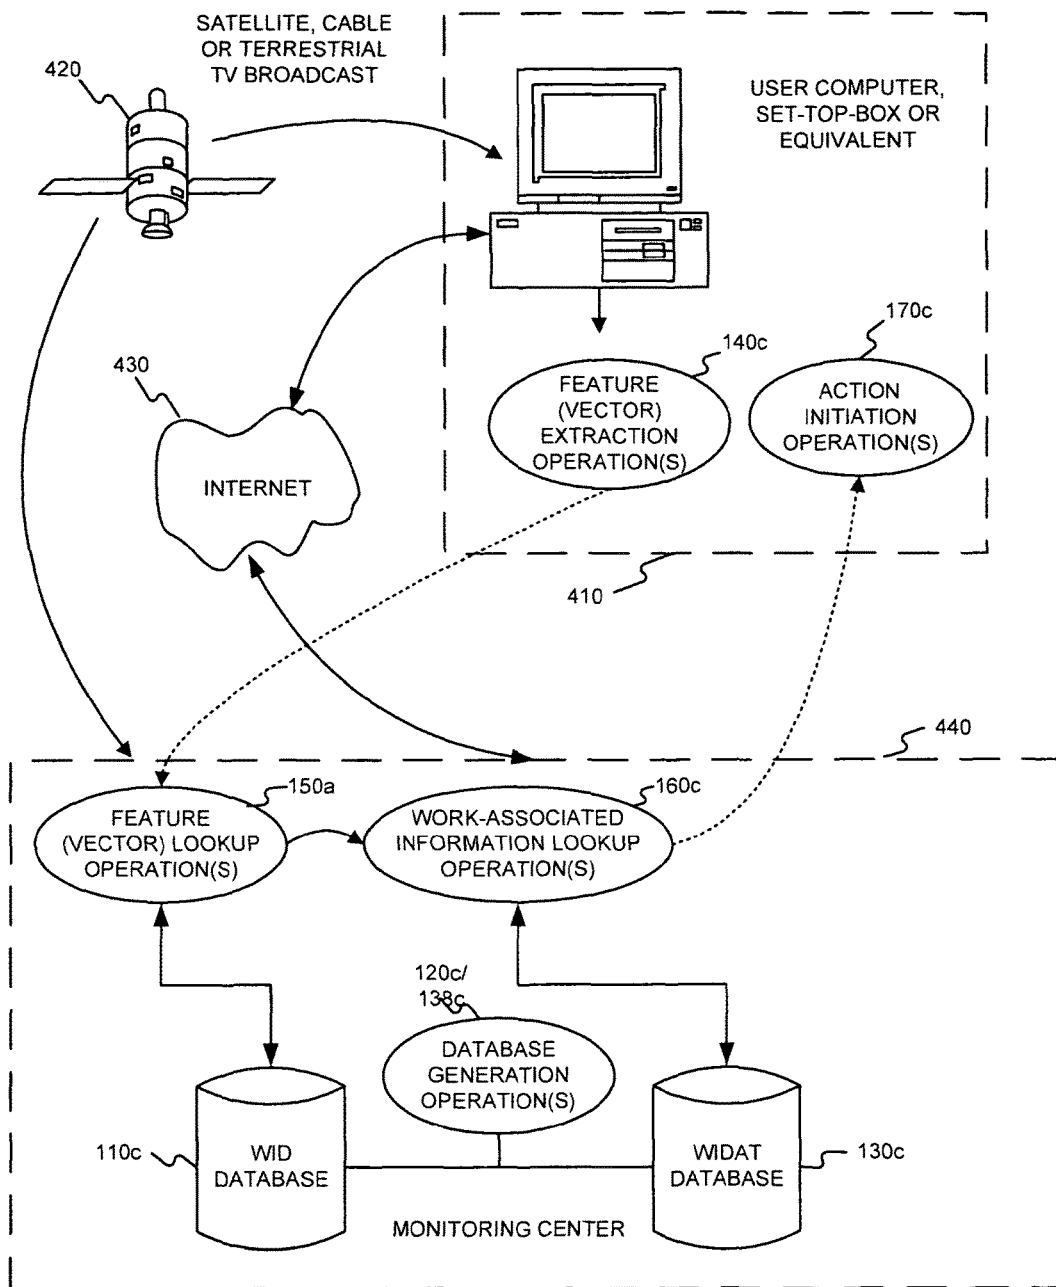 SATELLITE, CABLE
OR TERRESTRIAL
TV BROADCAST
420
USER COMPUTER,
SET-TOP-BOX OR
EQUIVALENT
170c
140c
430
FEATURE
(VECTOR)
EXTRACTION
OPERATION(S)
ACTION
INITIATION
OPERATION(S)
INTERNET
410
440
150a
160c
FEATURE
(VECTOR) LOOKUP
OPERATION(S)
WORK-ASSOCIATED
INFORMATION LOOKUP
OPERATION(S)
120c/
138c
DATABASE
GENERATION
OPERATION(S)
110c
WID
DATABASE
WIDAT
DATABASE
130c
MONITORING CENTER